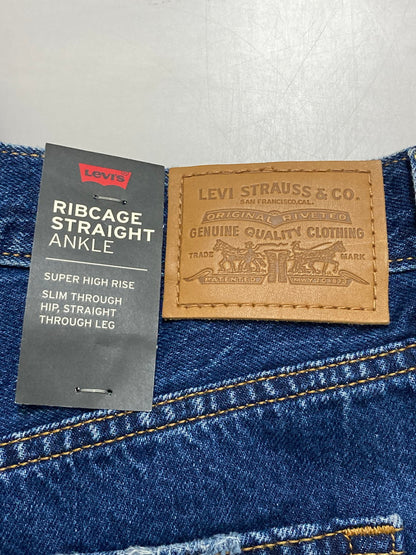 Levi's
RIBCAGE
STRAIGHT
ANKLE
SUPER HIGH RISE
SLIM THROUGH
HIP, STRAIGHT
THROUGH LEG
LEVI STRAUSS & CO.
SAN FRANCISCO, CAL.
ORIGINAL RIVETED
GENUINE QUALITY CLOTHING
TRADE MARK
PATENTED